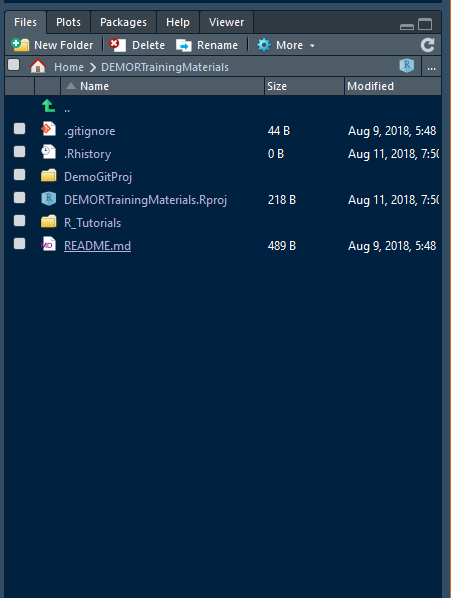 Files Plots Packages Help Viewer
New Folder Delete Rename More
Home DEMORTrainingMaterials ...
Name Size Modified
..
.gitignore 44 B Aug 9, 2018, 5:48
.Rhistory 0 B Aug 11, 2018, 7:50
DemoGitProj
DEMORTrainingMaterials.Rproj 218 B Aug 11, 2018, 7:50
R_Tutorials
README.md 489 B Aug 9, 2018, 5:48